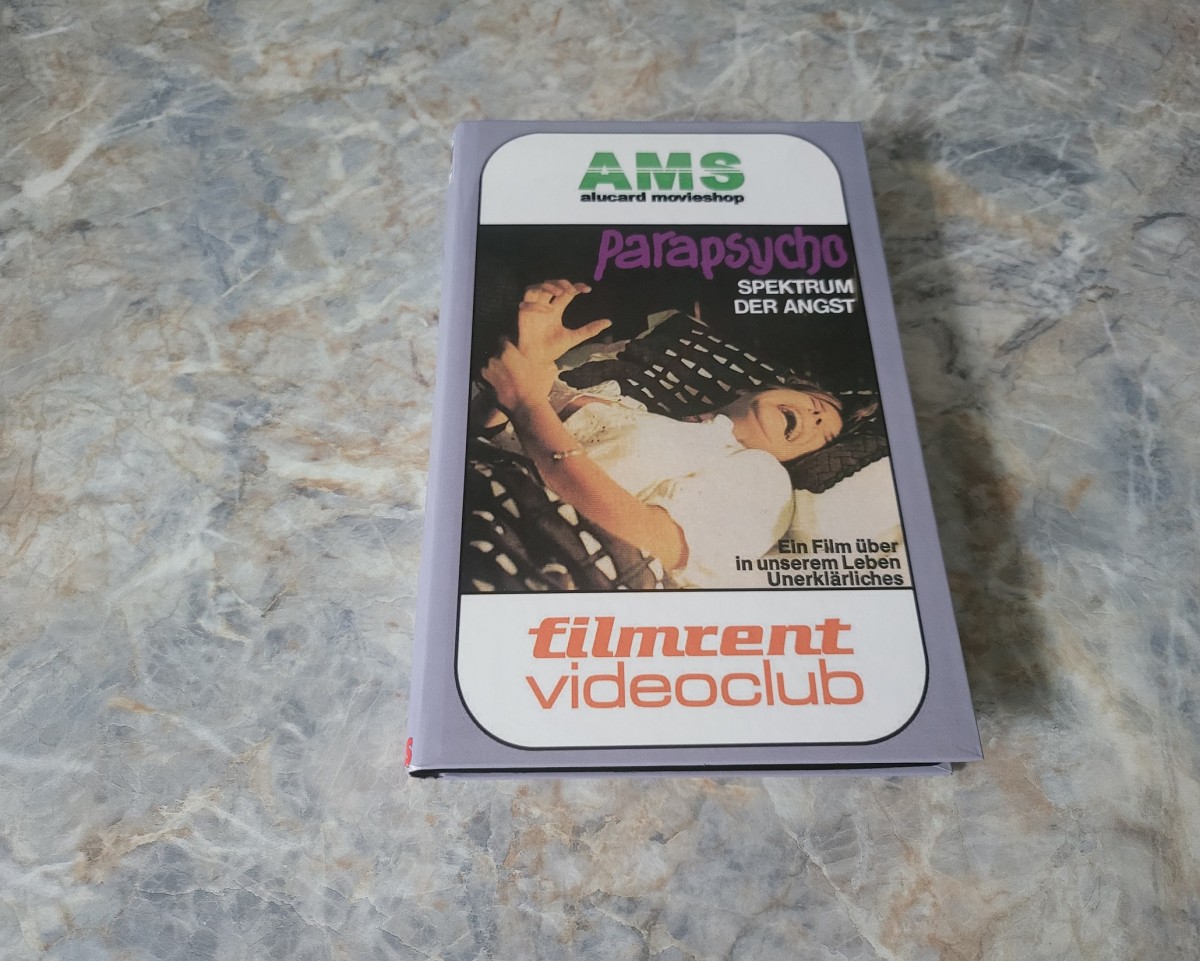 AMS
alucard movieshop
Parapsycho
SPEKTRUM
DER ANGST
Ein Film über
in unserem Leben
Unerklärliches
filmrent
videoclub